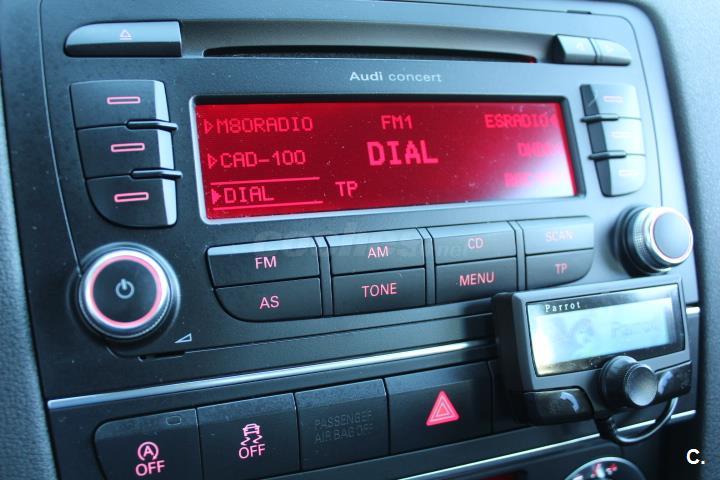 Audi concert
M80RADIO FM1 ESRADIO
CAD-100 DIAL
DIAL TP
FM AM CD SCAN
AS TONE MENU TP
Parrot
PASSENGER
AIR BAG OFF
OFF OFF
C.